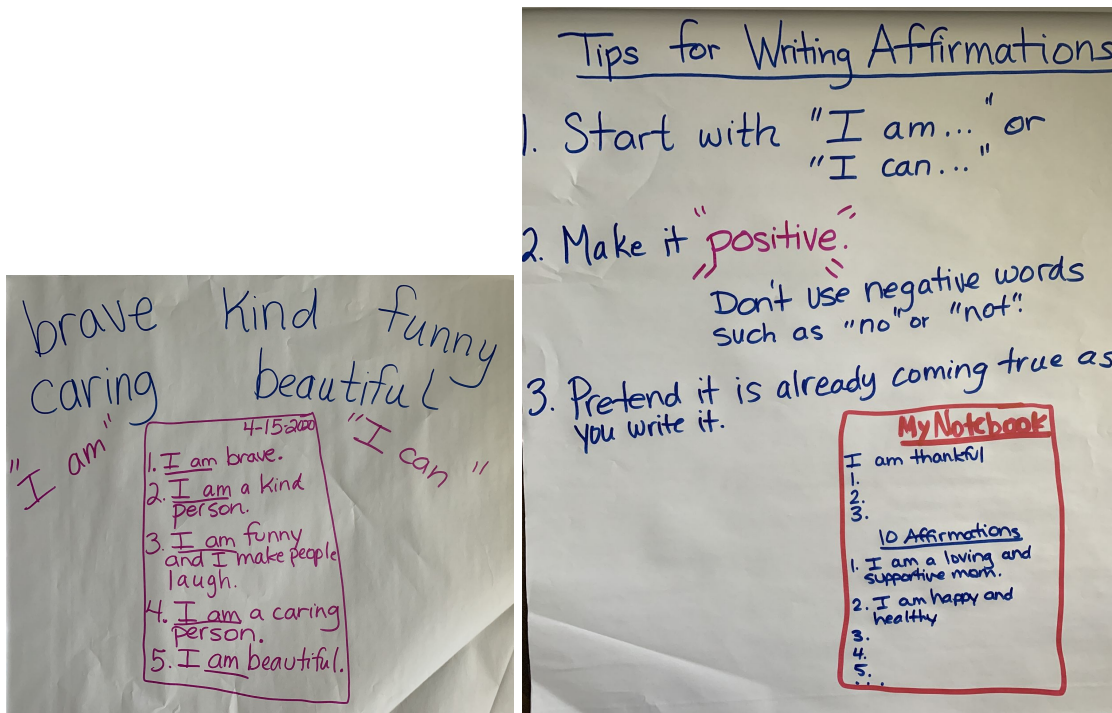 brave kind funny
caring beautiful
"I am" "I can"
4-15-2020
1. I am brave.
2. I am a kind
person.
3. I am funny
and I make people
laugh.
4. I am a caring
person.
5. I am beautiful.
Tips for Writing Affirmations
1. Start with "I am..." or
"I can..."
2. Make it "positive."
Don't use negative words
such as "no" or "not".
3. Pretend it is already coming true as
you write it.
My Notebook
I am thankful
1.
2.
3.
10 Affirmations
1. I am a loving and
supportive mom.
2. I am happy and
healthy
3.
4.
5.
...